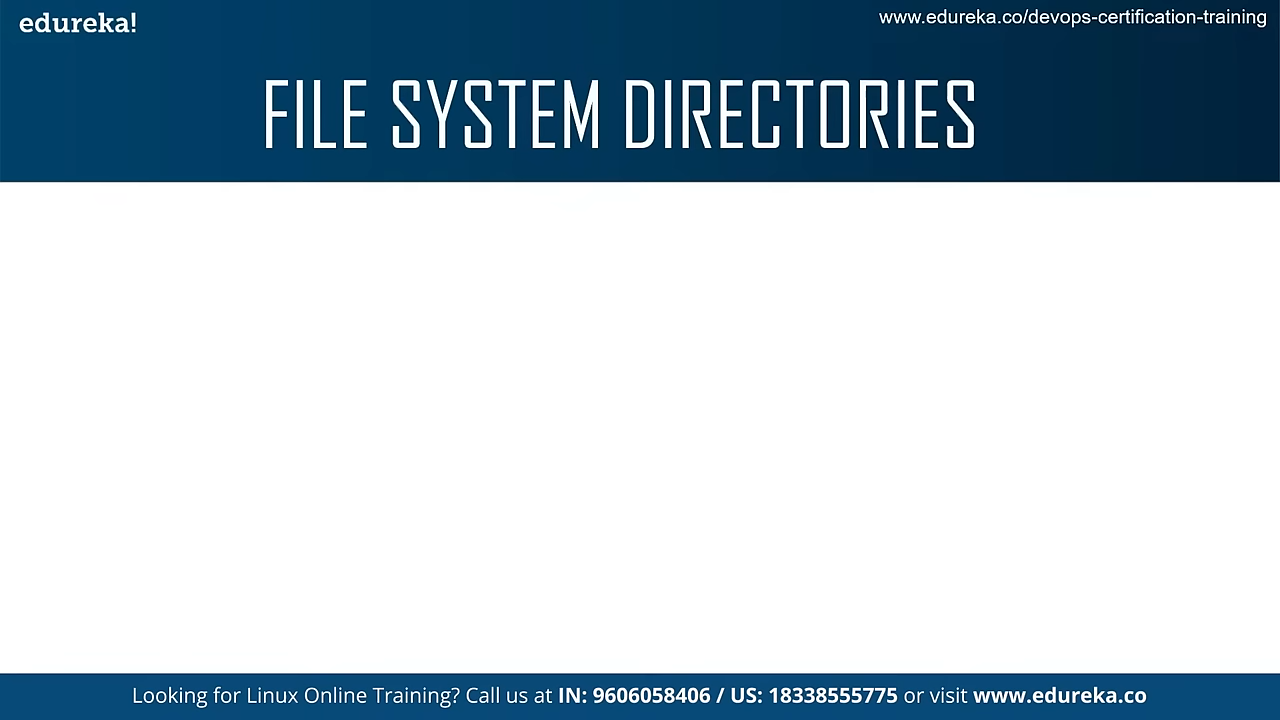 edureka!
www.edureka.co/devops-certification-training
FILE SYSTEM DIRECTORIES
Looking for Linux Online Training? Call us at IN: 9606058406 / US: 18338555775 or visit www.edureka.co